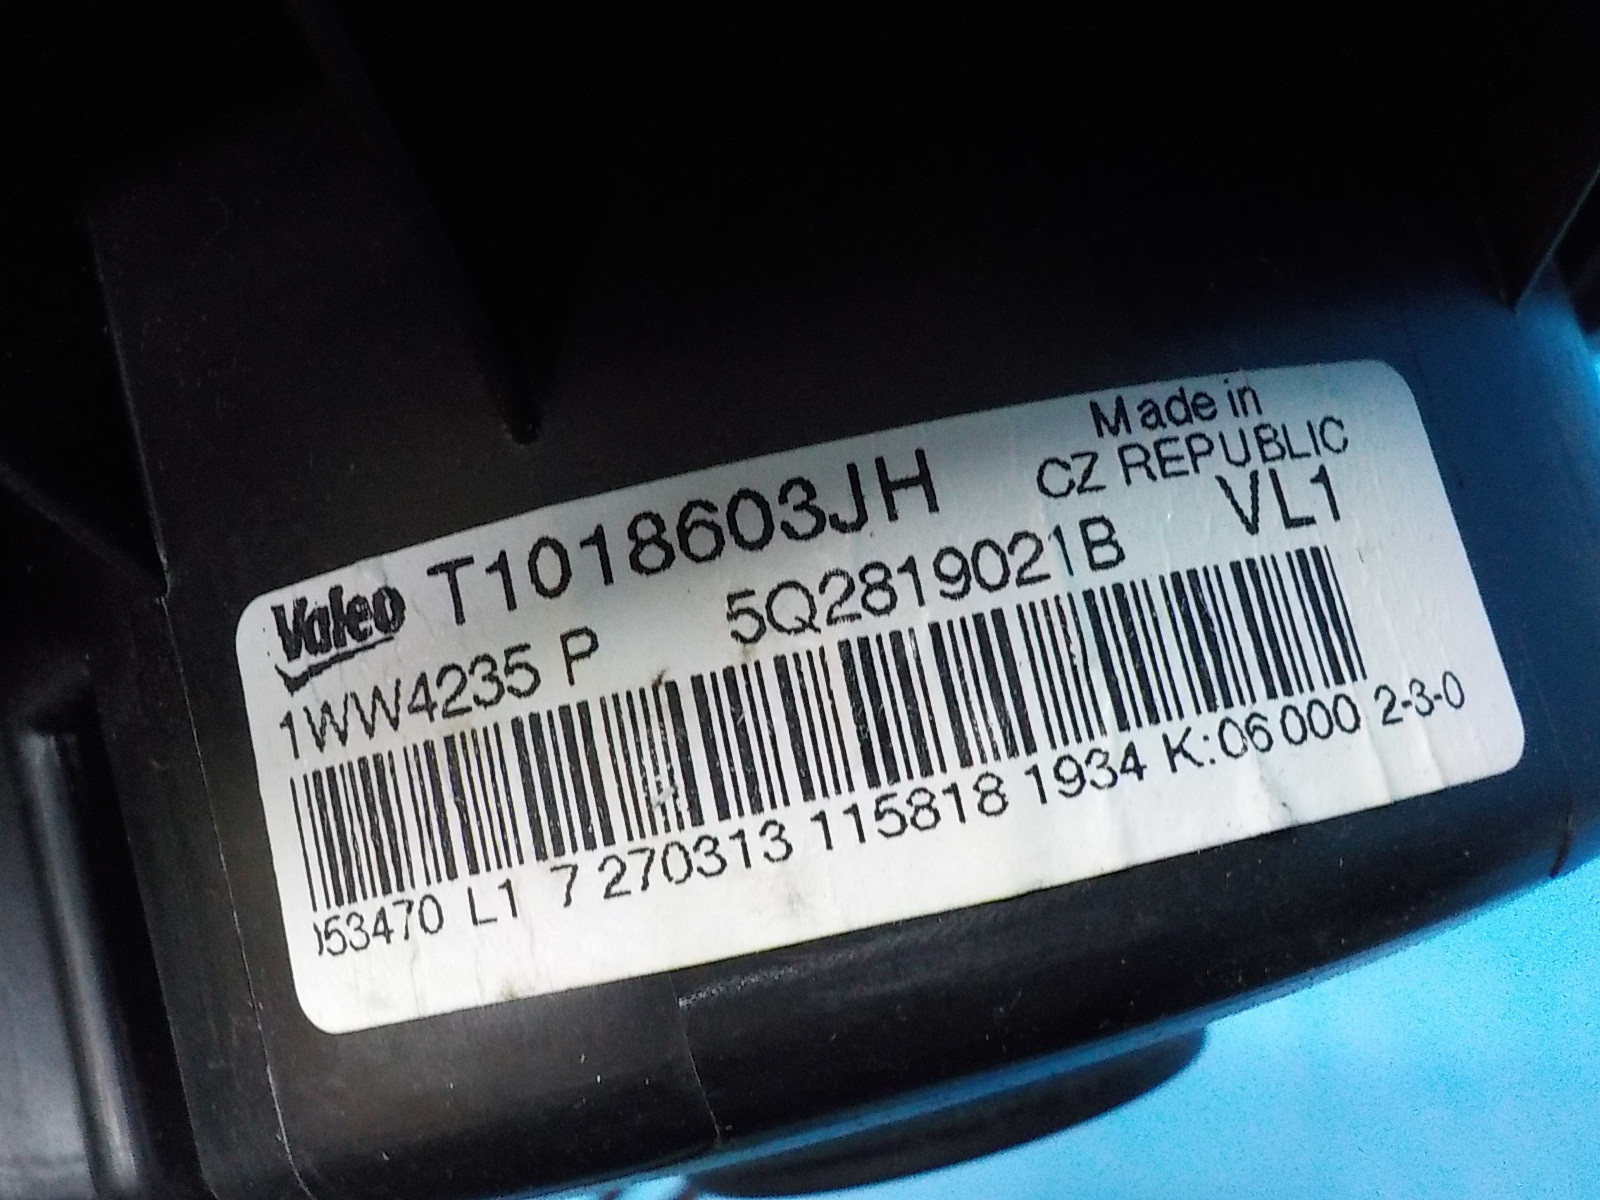 Made in
CZ REPUBLIC
Valeo T1018603JH VL1
1WW4235 P 5Q2819021B
53470 L1 7 270313 115818 1934 K:06 000 2-3-0